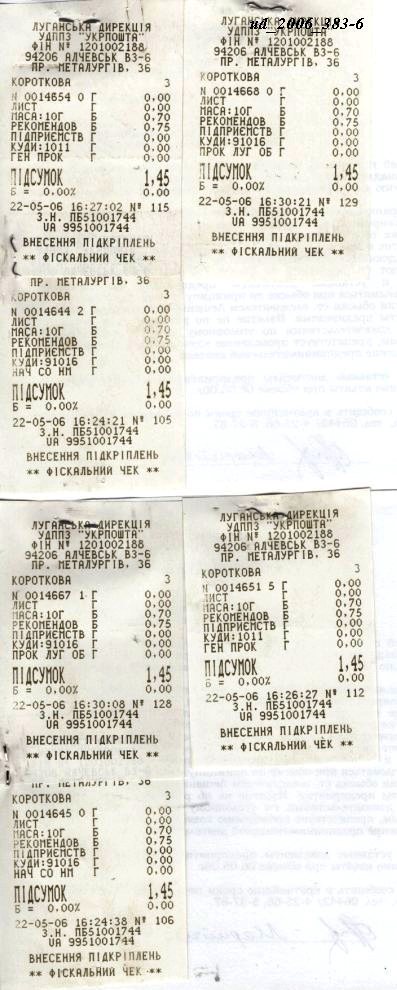 ЛУГАНСЬКА ДИРЕКЦІЯ
УДППЗ "УКРПОШТА"
ФІН № 1201002188
94206 АЛЧЕВСЬК ВЗ-6
ПР. МЕТАЛУРГІВ, 36
КОРОТКОВА 3
N 0014654 0 Г 0.00
ЛИСТ Г 0.00
МАСА:10Г Б 0.70
РЕКОМЕНДОВ Б 0.75
ПІДПРИЄМСТВ Г 0.00
КУДИ:1011 Г 0.00
ГЕН ПРОК Г 0.00
ПІДСУМОК 1,45
Б = 0.00% 0.00
22-05-06 16:27:02 № 115
З.Н. ПБ51001744
UA 9951001744
ВНЕСЕННЯ ПІДКРІПЛЕНЬ
** ФІСКАЛЬНИЙ ЧЕК **
ud_2006_383-6
ЛУГАНСЬКА ДИРЕКЦІЯ
УДППЗ "УКРПОШТА"
ФІН № 1201002188
94206 АЛЧЕВСЬК ВЗ-6
ПР. МЕТАЛУРГІВ, 36
КОРОТКОВА 3
N 0014668 0 Г 0.00
ЛИСТ Г 0.00
МАСА:10Г Б 0.70
РЕКОМЕНДОВ Б 0.75
ПІДПРИЄМСТВ Г 0.00
КУДИ:91016 Г 0.00
ПРОК ЛУГ ОБ Г 0.00
ПІДСУМОК 1,45
Б = 0.00% 0.00
22-05-06 16:30:21 № 129
З.Н. ПБ51001744
UA 9951001744
ВНЕСЕННЯ ПІДКРІПЛЕНЬ
** ФІСКАЛЬНИЙ ЧЕК **
ПР. МЕТАЛУРГІВ, 36
КОРОТКОВА 3
N 0014644 2 Г 0.00
ЛИСТ Г 0.00
МАСА:10Г Б 0.70
РЕКОМЕНДОВ Б 0.75
ПІДПРИЄМСТВ Г 0.00
КУДИ:91016 Г 0.00
НАЧ СО НМ Г 0.00
ПІДСУМОК 1,45
Б = 0.00% 0.00
22-05-06 16:24:21 № 105
З.Н. ПБ51001744
UA 9951001744
ВНЕСЕННЯ ПІДКРІПЛЕНЬ
** ФІСКАЛЬНИЙ ЧЕК **
ЛУГАНСЬКА ДИРЕКЦІЯ
УДППЗ "УКРПОШТА"
ФІН № 1201002188
94206 АЛЧЕВСЬК ВЗ-6
ПР. МЕТАЛУРГІВ, 36
КОРОТКОВА 3
N 0014667 1 Г 0.00
ЛИСТ Г 0.00
МАСА:10Г Б 0.70
РЕКОМЕНДОВ Б 0.75
ПІДПРИЄМСТВ Г 0.00
КУДИ:91016 Г 0.00
ПРОК ЛУГ ОБ Г 0.00
ПІДСУМОК 1,45
Б = 0.00% 0.00
22-05-06 16:30:08 № 128
З.Н. ПБ51001744
UA 9951001744
ВНЕСЕННЯ ПІДКРІПЛЕНЬ
** ФІСКАЛЬНИЙ ЧЕК **
ЛУГАНСЬКА ДИРЕКЦІЯ
УДППЗ "УКРПОШТА"
ФІН № 1201002188
94206 АЛЧЕВСЬК ВЗ-6
ПР. МЕТАЛУРГІВ, 36
КОРОТКОВА 3
N 0014651 5 Г 0.00
ЛИСТ Г 0.00
МАСА:10Г Б 0.70
РЕКОМЕНДОВ Б 0.75
ПІДПРИЄМСТВ Г 0.00
КУДИ:1011 Г 0.00
ГЕН ПРОК Г 0.00
ПІДСУМОК 1,45
Б = 0.00% 0.00
22-05-06 16:26:27 № 112
З.Н. ПБ51001744
UA 9951001744
ВНЕСЕННЯ ПІДКРІПЛЕНЬ
** ФІСКАЛЬНИЙ ЧЕК **
ПР. МЕТАЛУРГІВ, 36
КОРОТКОВА 3
N 0014645 0 Г 0.00
ЛИСТ Г 0.00
МАСА:10Г Б 0.70
РЕКОМЕНДОВ Б 0.75
ПІДПРИЄМСТВ Г 0.00
КУДИ:91016 Г 0.00
НАЧ СО НМ Г 0.00
ПІДСУМОК 1,45
Б = 0.00% 0.00
22-05-06 16:24:38 № 106
З.Н. ПБ51001744
UA 9951001744
ВНЕСЕННЯ ПІДКРІПЛЕНЬ
** ФІСКАЛЬНИЙ ЧЕК **